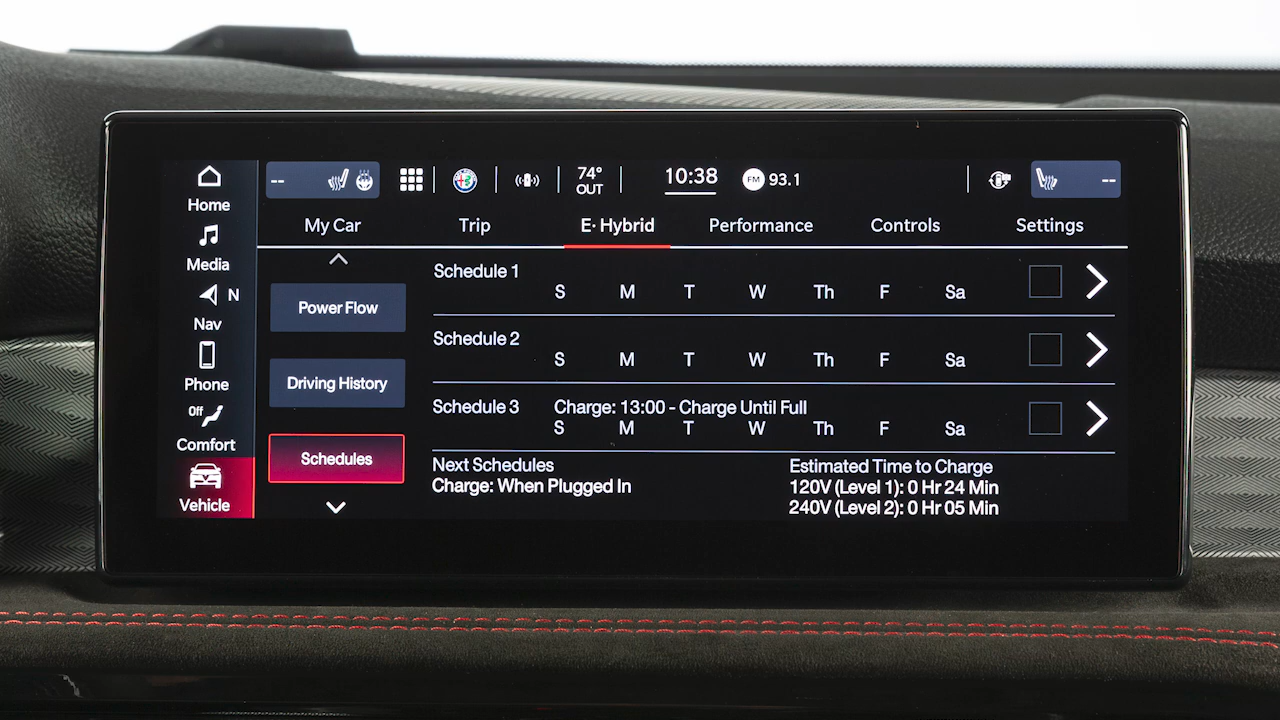 Home
Media
N
Nav
Phone
Off
Comfort
Vehicle
-- 74° 10:38 FM 93.1 --
OUT
My Car Trip E·Hybrid Performance Controls Settings
Power Flow
Driving History
Schedules
Schedule 1
S M T W Th F Sa
Schedule 2
S M T W Th F Sa
Schedule 3 Charge: 13:00 - Charge Until Full
S M T W Th F Sa
Next Schedules
Charge: When Plugged In
Estimated Time to Charge
120V (Level 1): 0 Hr 24 Min
240V (Level 2): 0 Hr 05 Min